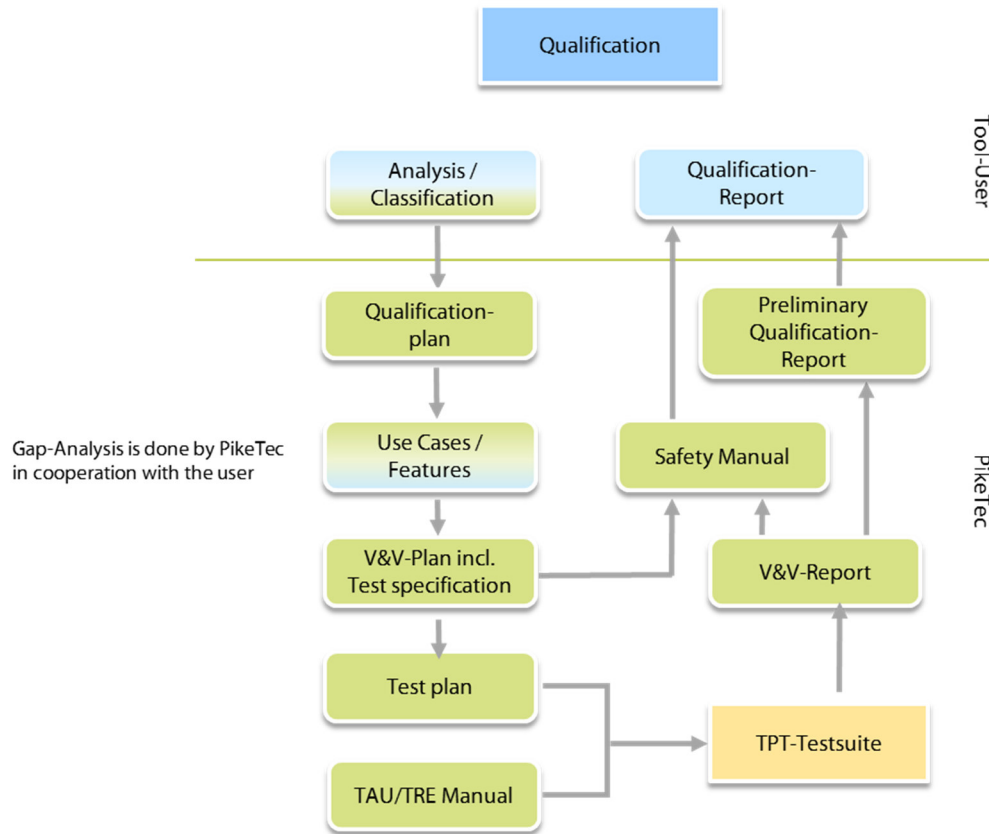 Qualification
Tool-User
Analysis /
Classification
Qualification-
Report
Qualification-
plan
Preliminary
Qualification-
Report
Gap-Analysis is done by PikeTec
in cooperation with the user
Use Cases /
Features
Safety Manual
PikeTec
V&V-Plan incl.
Test specification
V&V-Report
Test plan
TPT-Testsuite
TAU/TRE Manual